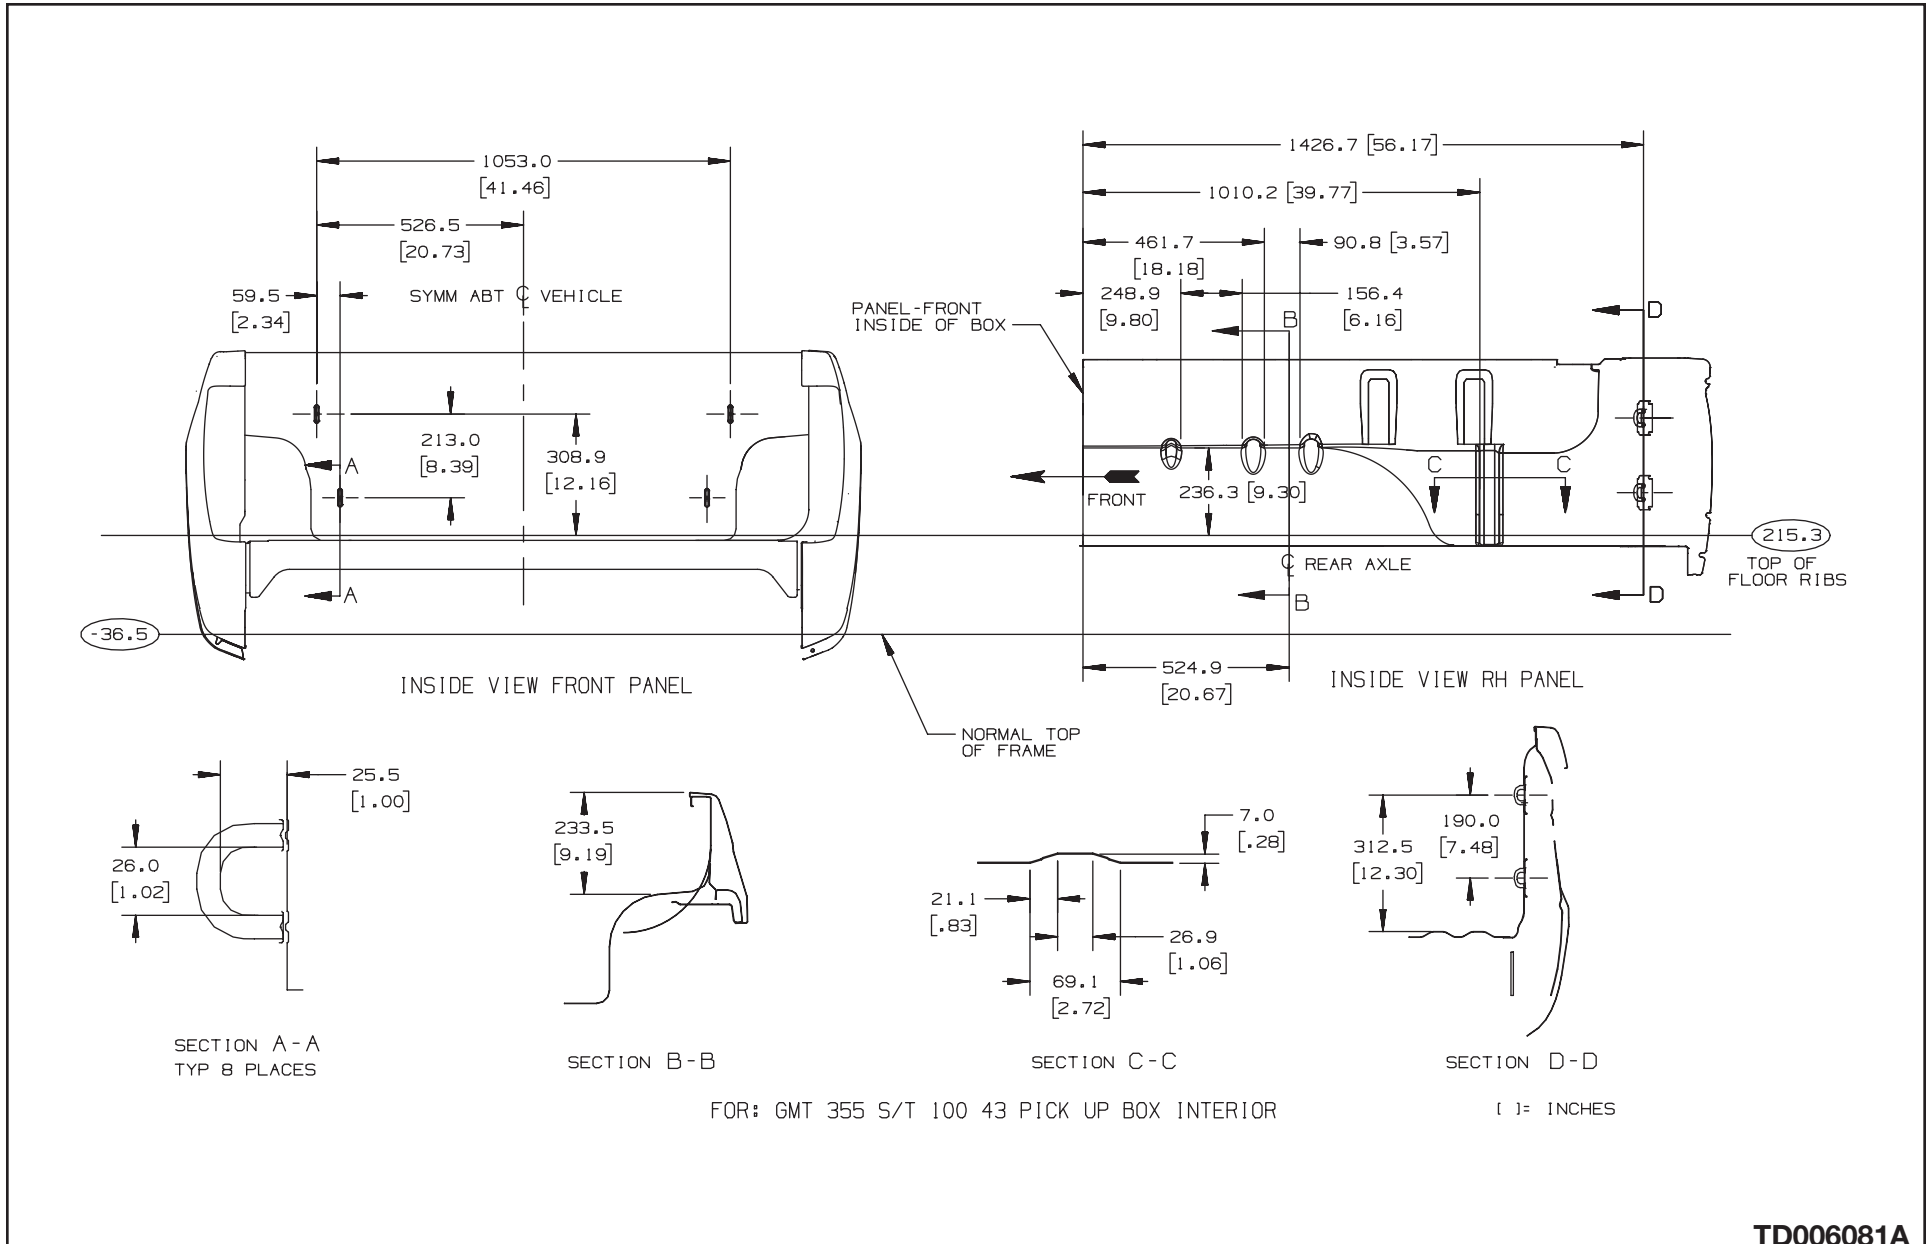 1053.0
[41.46]
526.5
[20.73]
59.5
[2.34]
SYMM ABT ℄ VEHICLE
213.0
[8.39]
308.9
[12.16]
A
A
-36.5
INSIDE VIEW FRONT PANEL
1426.7 [56.17]
1010.2 [39.77]
461.7
[18.18]
90.8 [3.57]
248.9
[9.80]
156.4
[6.16]
PANEL-FRONT
INSIDE OF BOX
B
D
FRONT
236.3 [9.30]
C
C
215.3
TOP OF
FLOOR RIBS
℄ REAR AXLE
B
D
524.9
[20.67]
INSIDE VIEW RH PANEL
NORMAL TOP
OF FRAME
25.5
[1.00]
26.0
[1.02]
SECTION A-A
TYP 8 PLACES
233.5
[9.19]
SECTION B-B
7.0
[.28]
21.1
[.83]
26.9
[1.06]
69.1
[2.72]
SECTION C-C
190.0
[7.48]
312.5
[12.30]
SECTION D-D
FOR: GMT 355 S/T 100 43 PICK UP BOX INTERIOR
[ ]= INCHES
TD006081A